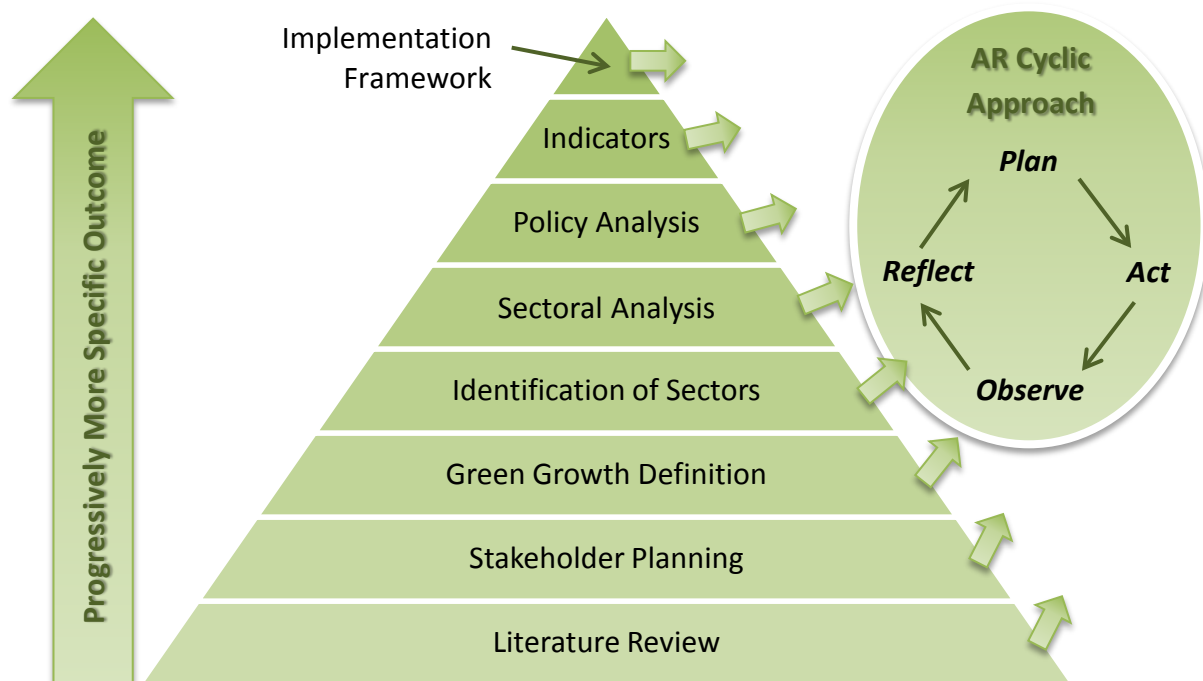 Progressively More Specific Outcome
Implementation
Framework
Indicators
Policy Analysis
Sectoral Analysis
Identification of Sectors
Green Growth Definition
Stakeholder Planning
Literature Review
AR Cyclic
Approach
Plan
Act
Observe
Reflect